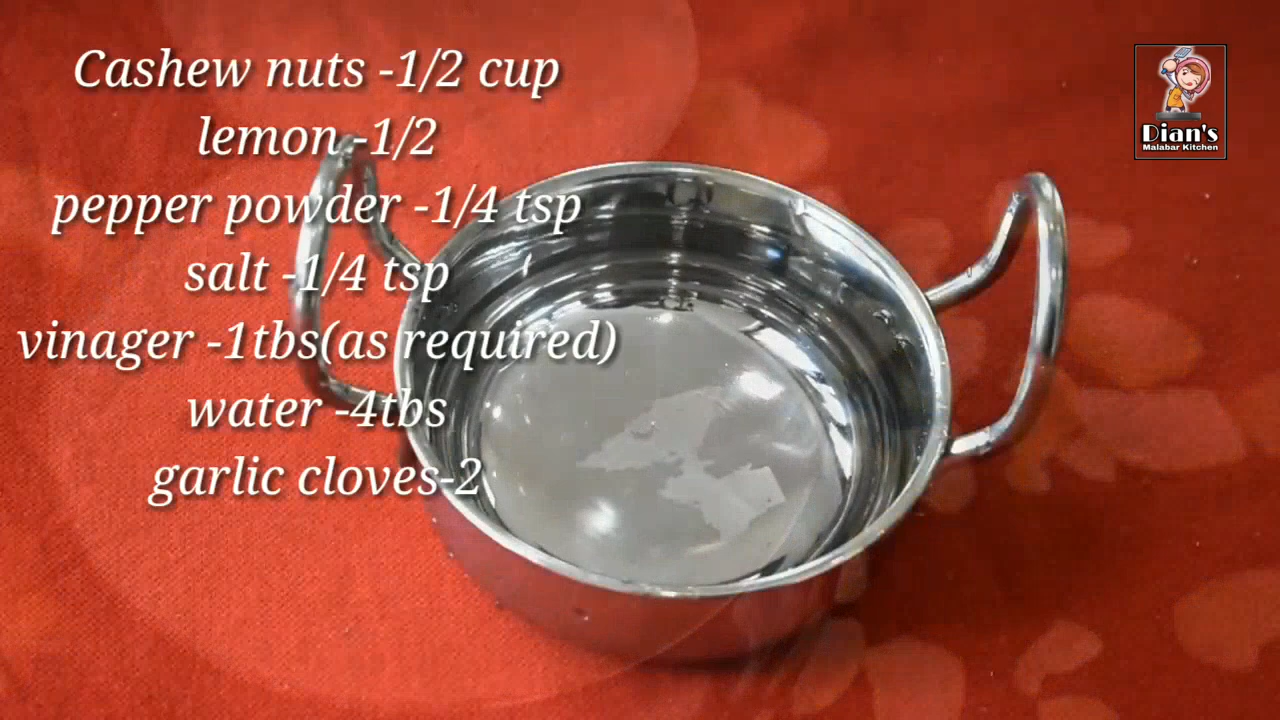 Cashew nuts -1/2 cup
lemon -1/2
pepper powder -1/4 tsp
salt -1/4 tsp
vinager -1tbs(as required)
water -4tbs
garlic cloves-2
Dian's
Malabar Kitchen